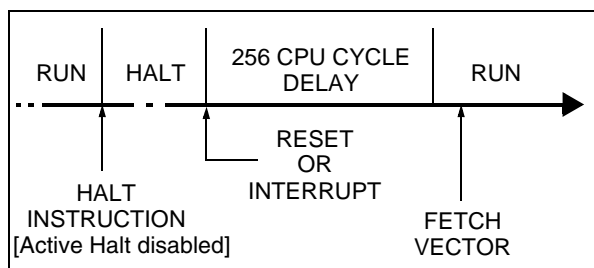 RUN
HALT
256 CPU CYCLE
DELAY
RUN
HALT
INSTRUCTION
[Active Halt disabled]
RESET
OR
INTERRUPT
FETCH
VECTOR